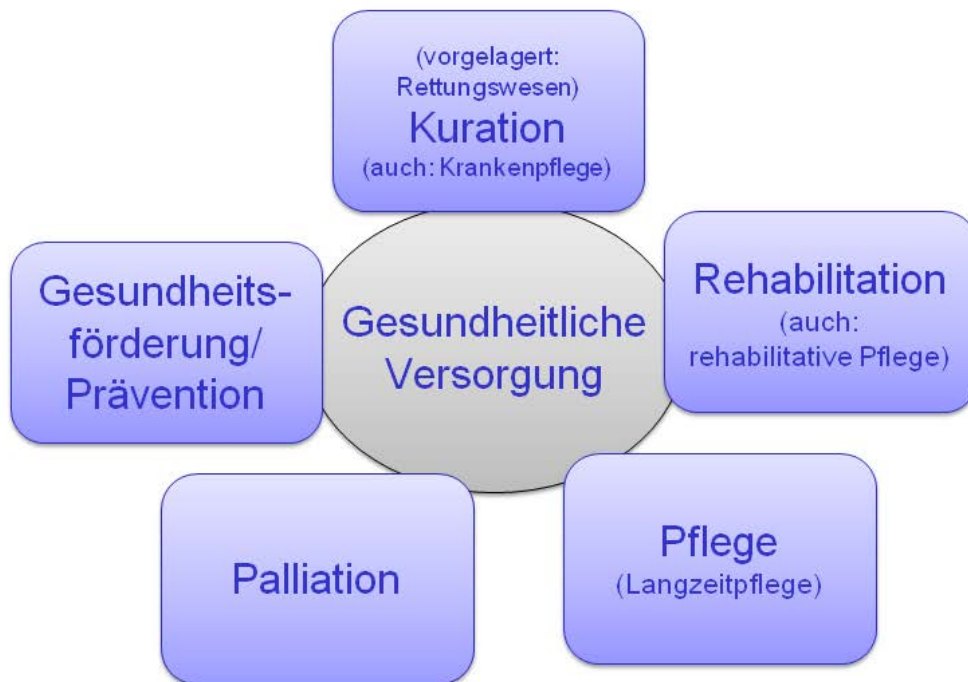 (vorgelagert:
Rettungswesen)
Kuration
(auch: Krankenpflege)
Gesundheits-
förderung/
Prävention
Gesundheitliche
Versorgung
Rehabilitation
(auch:
rehabilitative Pflege)
Palliation
Pflege
(Langzeitpflege)